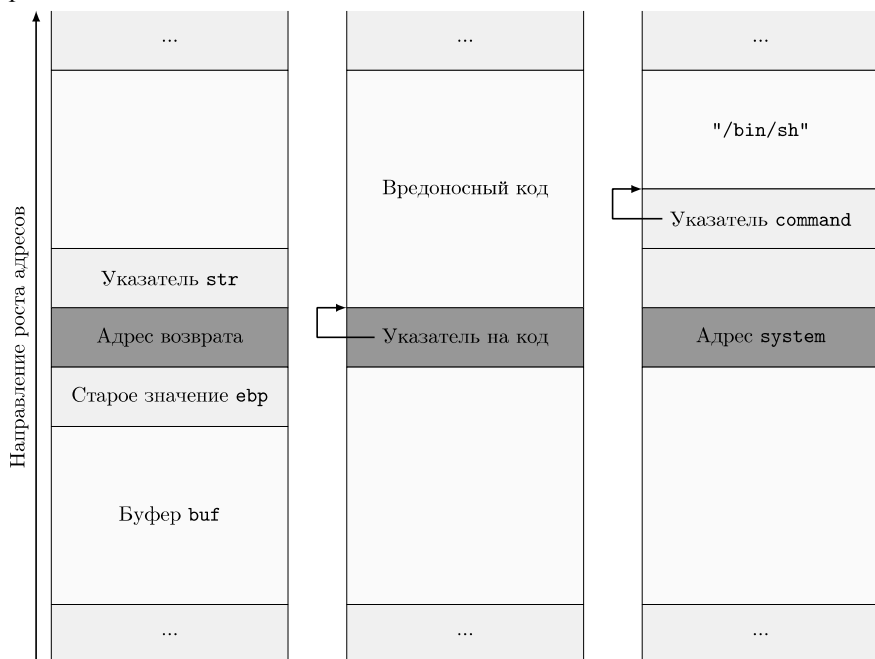 Направление роста адресов
...
Указатель str
Адрес возврата
Старое значение ebp
Буфер buf
...
...
Вредоносный код
Указатель на код
...
...
"/bin/sh"
Указатель command
Адрес system
...